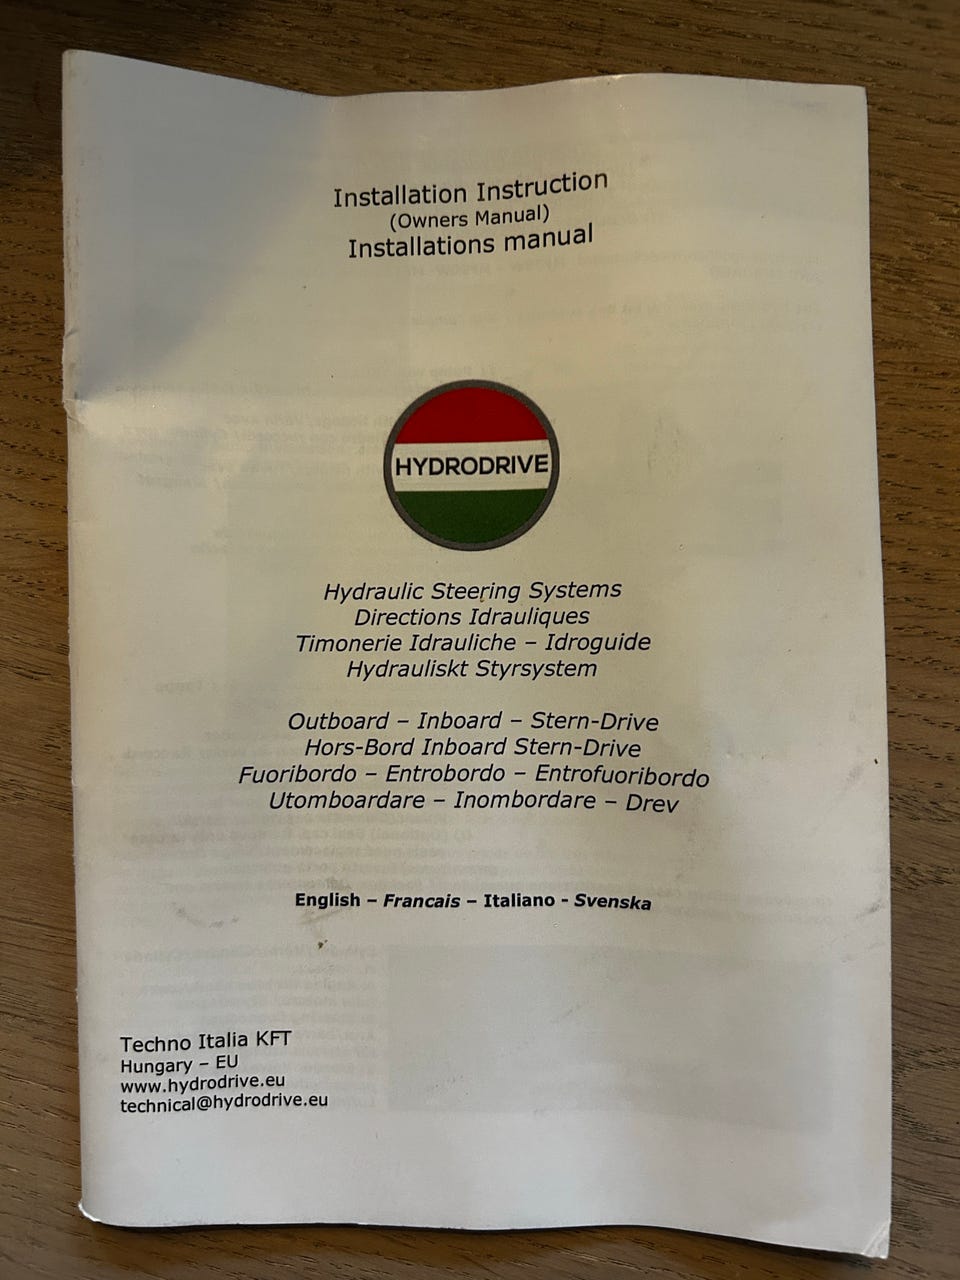 Installation Instruction
(Owners Manual)
Installations manual
HYDRODRIVE
Hydraulic Steering Systems
Directions Idrauliques
Timonerie Idrauliche – Idroguide
Hydrauliskt Styrsystem
Outboard – Inboard – Stern-Drive
Hors-Bord Inboard Stern-Drive
Fuoribordo – Entrobordo – Entrofuoribordo
Utomboardare – Inombordare – Drev
English – Francais – Italiano - Svenska
Techno Italia KFT
Hungary – EU
www.hydrodrive.eu
technical@hydrodrive.eu